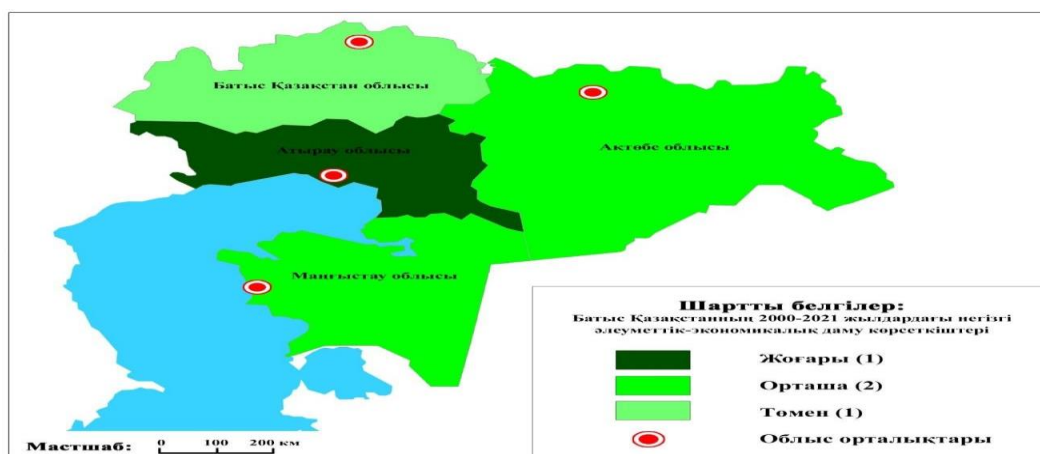 Батыс Қазақстан облысы
Атырау облысы
Ақтөбе облысы
Маңғыстау облысы
Шартты белгілер:
Батыс Қазақстанның 2000-2021 жылдардағы негізгі
әлеуметтік-экономикалық даму көрсеткіштері
Жоғары (1)
Орташа (2)
Төмен (1)
Облыс орталықтары
Мастшаб: 0 100 200 км